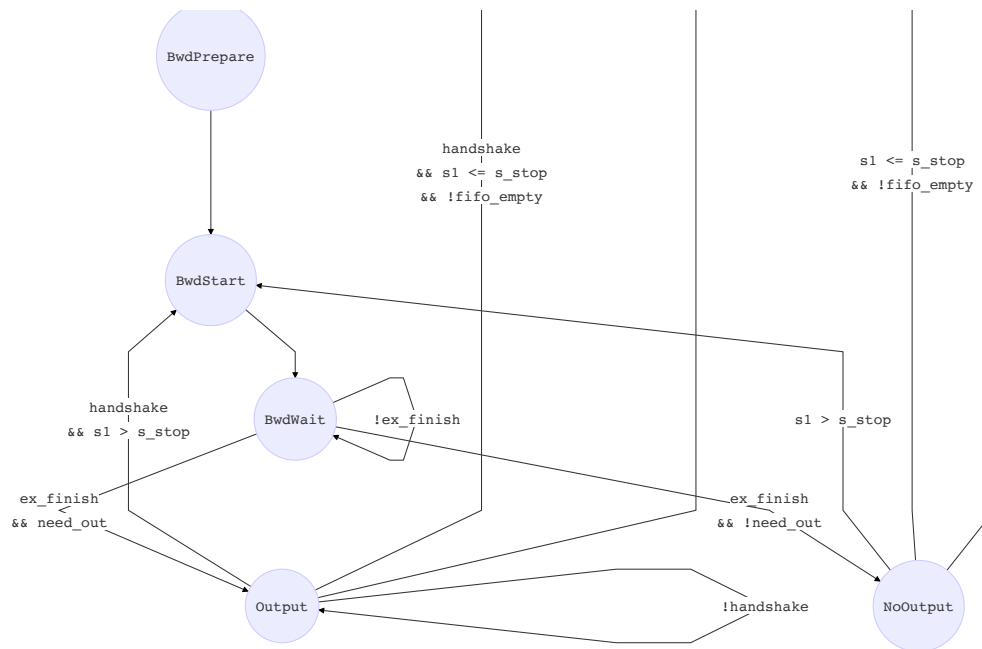 BwdPrepare
handshake
&& s1 <= s_stop
&& !fifo_empty
s1 <= s_stop
&& !fifo_empty
BwdStart
handshake
&& s1 > s_stop
BwdWait
!ex_finish
s1 > s_stop
ex_finish
&& need_out
ex_finish
&& !need_out
Output
!handshake
NoOutput